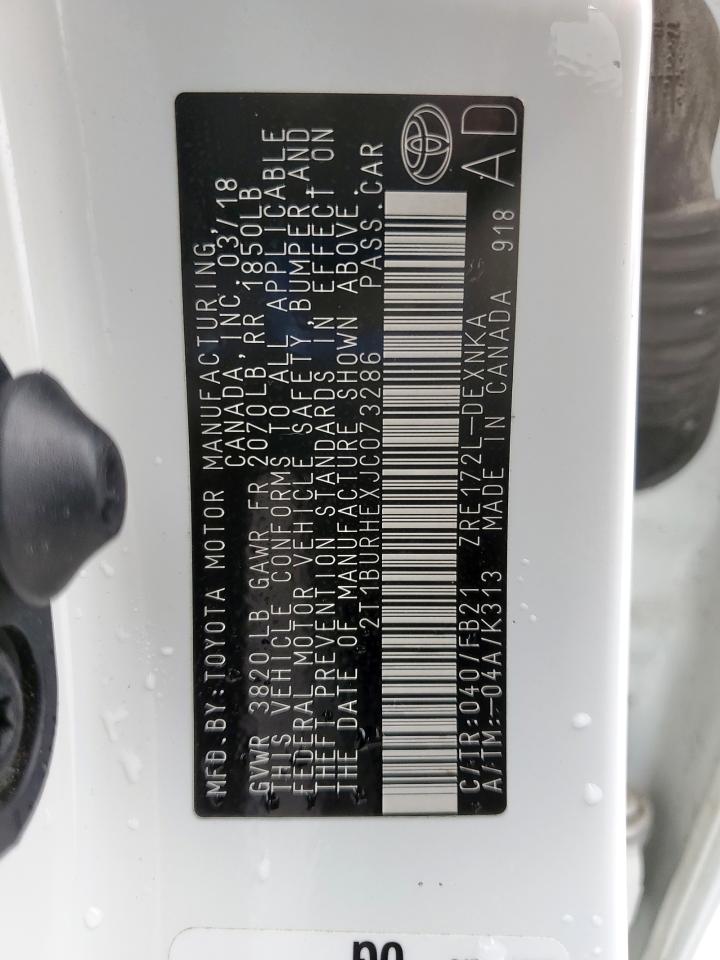 MFD.BY:TOYOTA MOTOR MANUFACTURING,
CANADA,INC. 03/18
GVWR 3820 LB GAWR FR 2070LB RR 1850LB
THIS VEHICLE CONFORMS TO ALL APPLICABLE
FEDERAL MOTOR VEHICLE SAFETY, BUMPER, AND
THEFT PREVENTION STANDARDS IN EFFECT ON
THE DATE OF MANUFACTURE SHOWN ABOVE.
2T1BURHEXJC073286 PASS.CAR
C/TR:040/FB21 ZRE172L-DEXNKA
A/TM:-04A/K313 MADE IN CANADA 918
AD